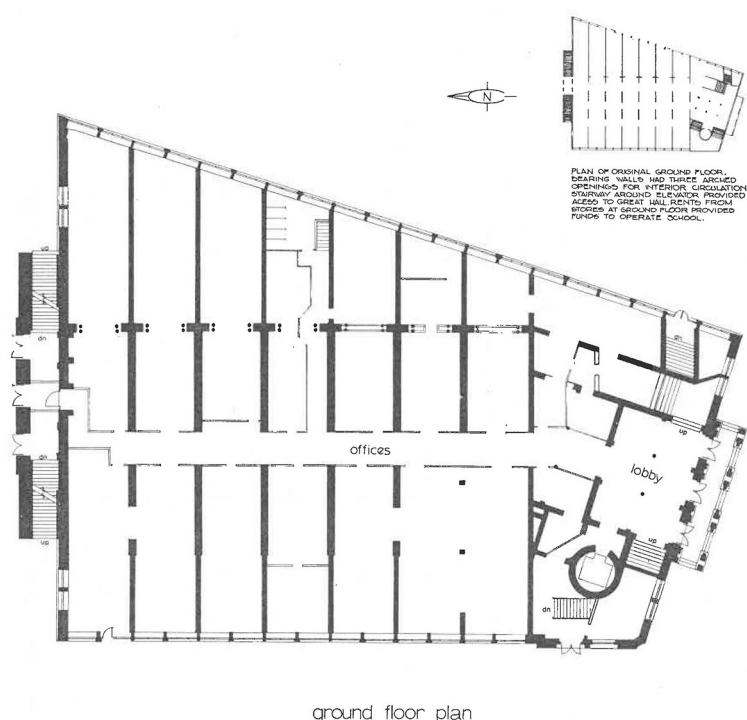 N
PLAN OF ORIGINAL GROUND FLOOR.
BEARING WALLS HAD THREE ARCHED
OPENINGS FOR INTERIOR CIRCULATION
STAIRWAY AROUND ELEVATOR PROVIDED
ACESS TO GREAT HALL. RENTS FROM
STORES AT GROUND FLOOR PROVIDED
FUNDS TO OPERATE SCHOOL.
up
dn
dn
up
dn
up
offices
lobby
up
dn
ground floor plan